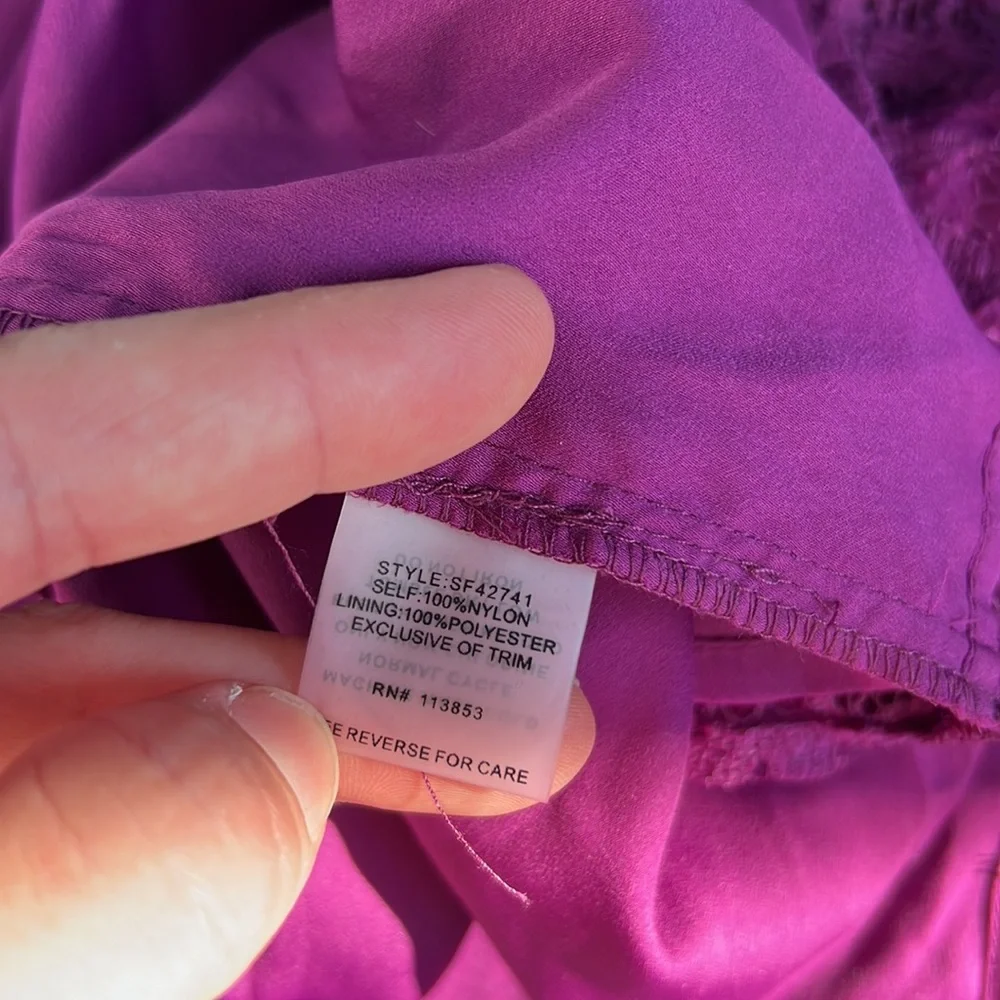 STYLE:SF42741
SELF:100%NYLON
LINING:100%POLYESTER
EXCLUSIVE OF TRIM
RN# 113853
REVERSE FOR CARE